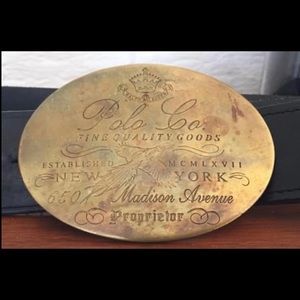 Polo Co.
FINE QUALITY GOODS
ESTABLISHED MCMLXVII
NEW YORK
650 Madison Avenue
Proprietor